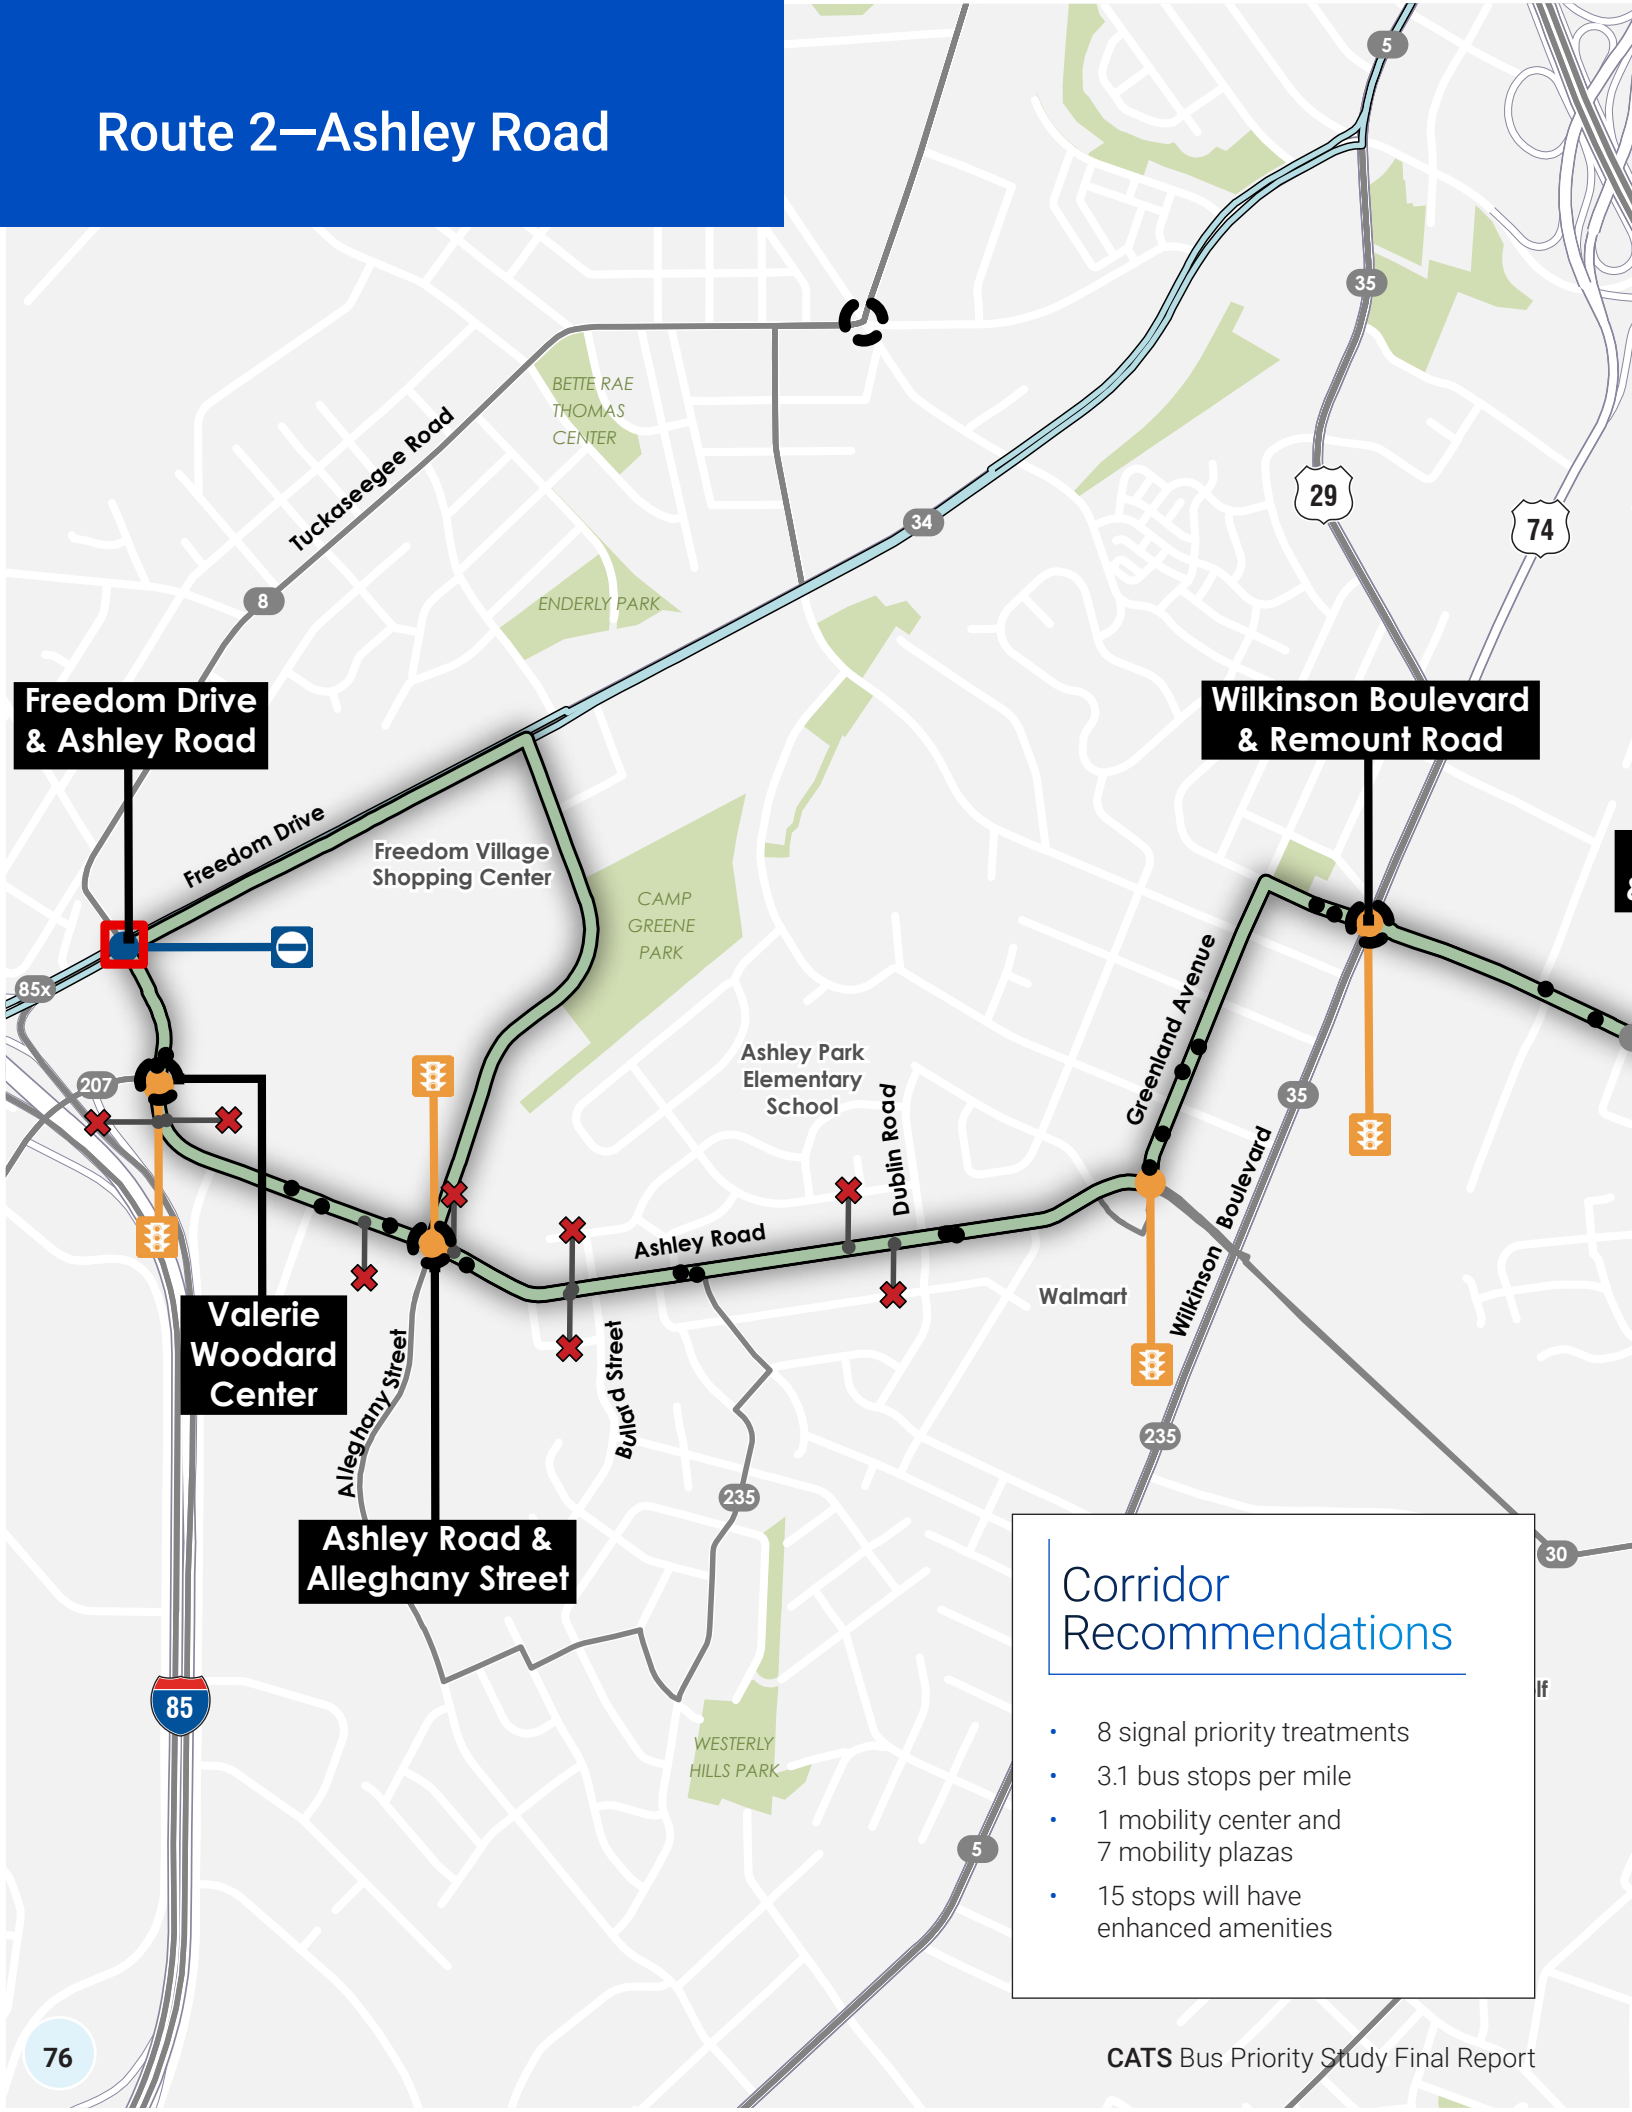 Route 2—Ashley Road
5
35
BETTE RAE
THOMAS
CENTER
Tuckaseegee Road
29
34
74
8
ENDERLY PARK
Freedom Drive
& Ashley Road
Wilkinson Boulevard
& Remount Road
Freedom Drive
Freedom Village
Shopping Center
&
CAMP
GREENE
PARK
85x
Greenland Avenue
Ashley Park
Elementary
School
207
Dublin Road
35
Wilkinson Boulevard
Ashley Road
Walmart
Valerie
Woodard
Center
Alleghany Street
Bullard Street
235
235
Ashley Road &
Alleghany Street
30
Corridor
Recommendations
lf
85
• 8 signal priority treatments
WESTERLY
HILLS PARK
• 3.1 bus stops per mile
• 1 mobility center and
7 mobility plazas
5
• 15 stops will have
enhanced amenities
76
CATS Bus Priority Study Final Report